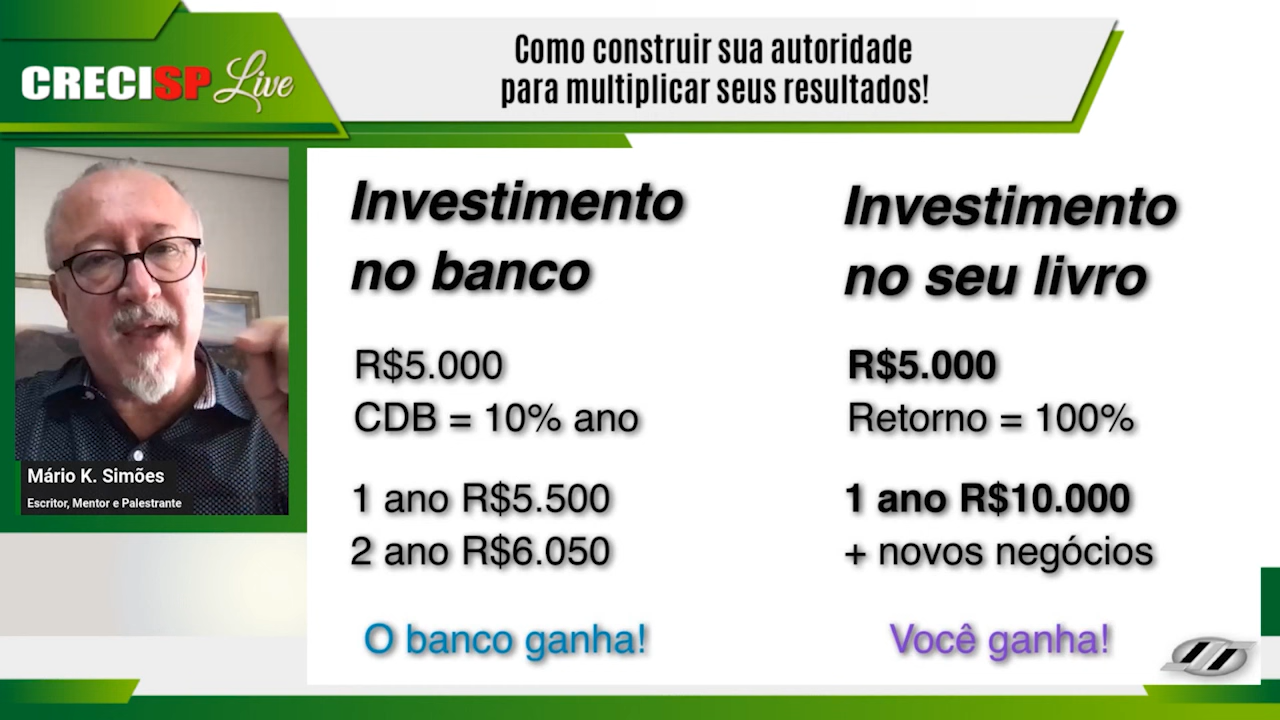 CRECISP Live
Como construir sua autoridade
para multiplicar seus resultados!
Investimento
no banco
R$5.000
CDB = 10% ano
1 ano R$5.500
2 ano R$6.050
O banco ganha!
Investimento
no seu livro
R$5.000
Retorno = 100%
1 ano R$10.000
+ novos negócios
Você ganha!
Mário K. Simões
Escritor, Mentor e Palestrante